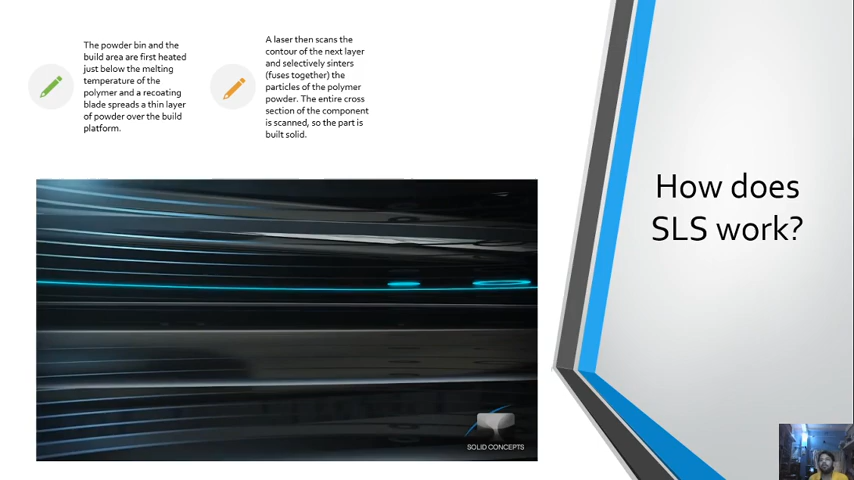 The powder bin and the
build area are first heated
just below the melting
temperature of the
polymer and a recoating
blade spreads a thin layer
of powder over the build
platform.
A laser then scans the
contour of the next layer
and selectively sinters
(fuses together) the
particles of the polymer
powder. The entire cross
section of the component
is scanned, so the part is
built solid.
How does
SLS work?
SOLID CONCEPTS